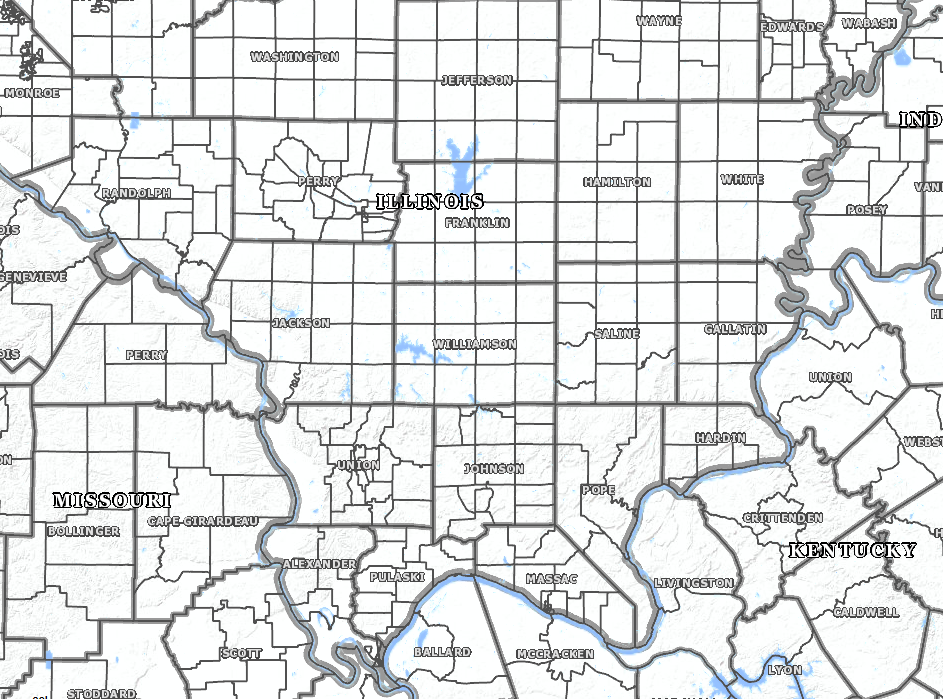 WAYNE
EDWARDS
WABASH
WASHINGTON
JEFFERSON
MONROE
IND
RANDOLPH
PERRY
HAMILTON
WHITE
VAN
ILLINOIS
POSEY
FRANKLIN
OIS
GENEVIEVE
JACKSON
SALINE
GALLATIN
WILLIAMSON
OIS
PERRY
UNION
HARDIN
WEBST
UNION
JOHNSON
POPE
MISSOURI
CAPE GIRARDEAU
CRITTENDEN
BOLLINGER
KENTUCKY
ALEXANDER
PULASKI
MASSAC
LIVINGSTON
CALDWELL
SCOTT
BALLARD
MCCRACKEN
LYON
STODDARD